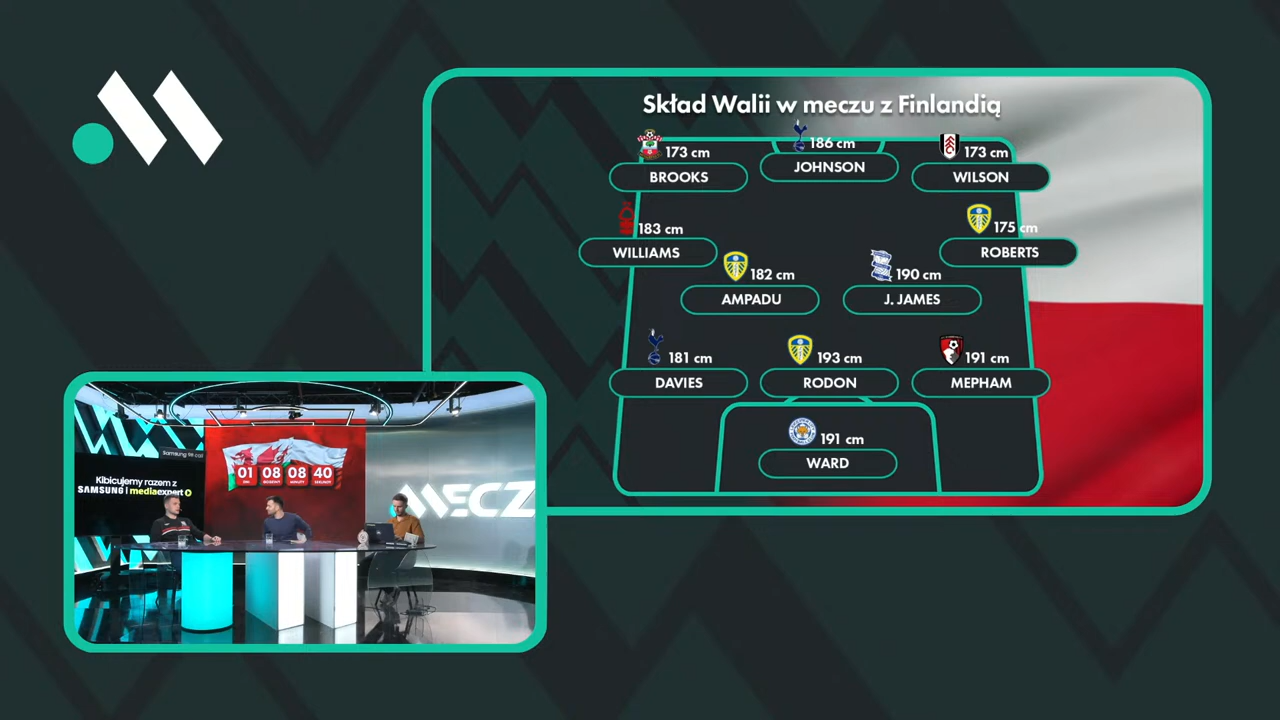 Skład Walii w meczu z Finlandią
173 cm
BROOKS
186 cm
JOHNSON
173 cm
WILSON
183 cm
WILLIAMS
175 cm
ROBERTS
182 cm
AMPADU
190 cm
J. JAMES
181 cm
DAVIES
193 cm
RODON
191 cm
MEPHAM
191 cm
WARD
Kibicujemy razem z
SAMSUNG i mediaexpert
01 08 08 40
MECZ